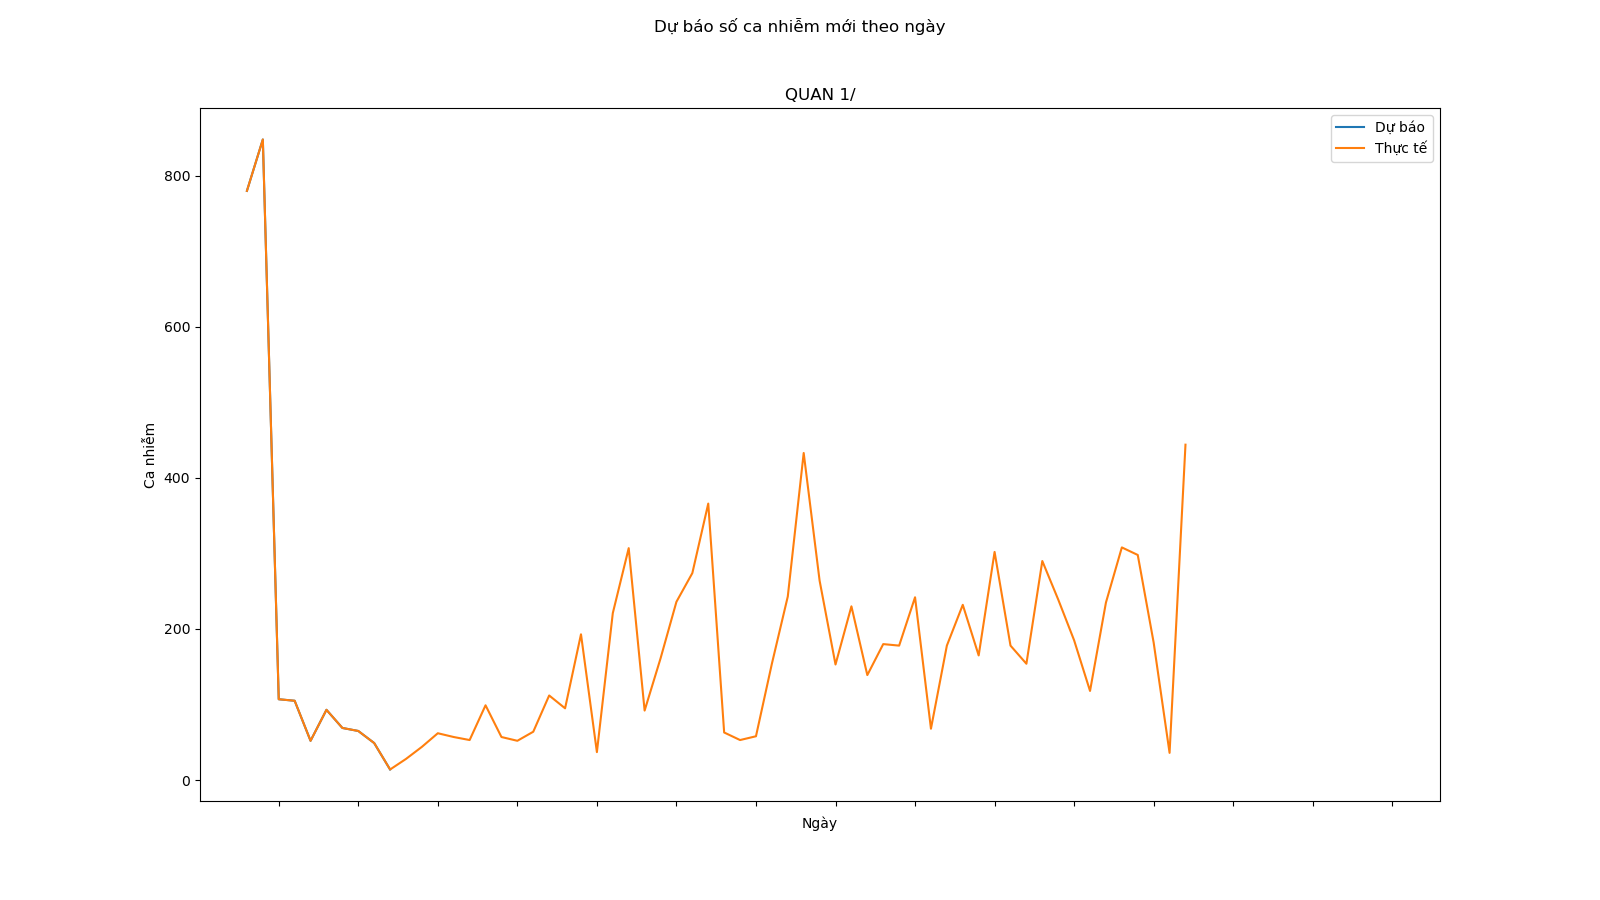 Dự báo số ca nhiễm mới theo ngày
QUAN 1/
Dự báo
Thực tế
800
600
400
200
0
Ca nhiễm
Ngày